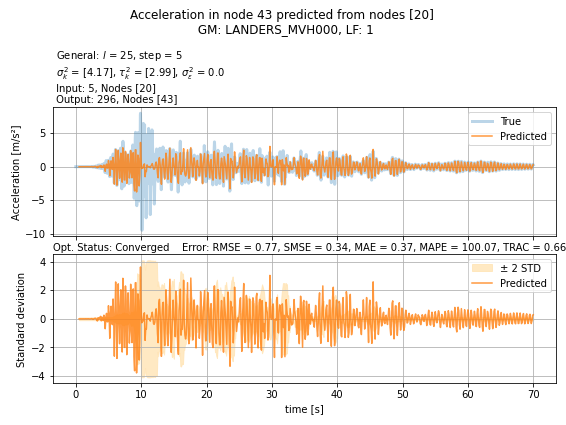 Acceleration in node 43 predicted from nodes [20]
GM: LANDERS_MVH000, LF: 1
General: l = 25, step = 5
σ²ₖ = [4.17], τ²ₖ = [2.99], σ²ε = 0.0
Input: 5, Nodes [20]
Output: 296, Nodes [43]
Acceleration [m/s²]
5
0
−5
−10
True
Predicted
Opt. Status: Converged Error: RMSE = 0.77, SMSE = 0.34, MAE = 0.37, MAPE = 100.07, TRAC = 0.66
Standard deviation
4
2
0
−2
−4
± 2 STD
Predicted
0 10 20 30 40 50 60 70
time [s]